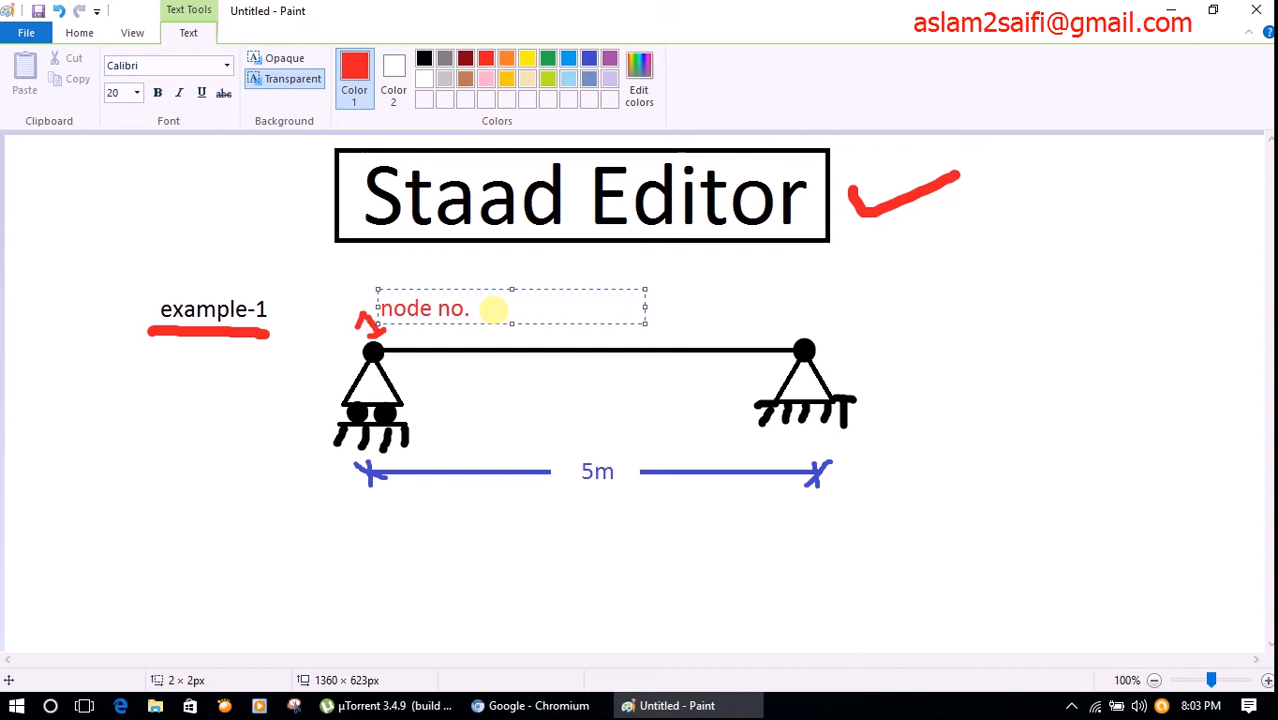 Text Tools
Untitled - Paint
aslam2saifi@gmail.com
File
Home
View
Text
Paste
Cut
Copy
Clipboard
Calibri
20
B I U abc
Font
Opaque
Transparent
Background
Color 1
Color 2
Edit colors
Colors
Staad Editor
example-1
node no.
5m
2 × 2px
1360 × 623px
100%
µTorrent 3.4.9 (build ...
Google - Chromium
Untitled - Paint
8:03 PM